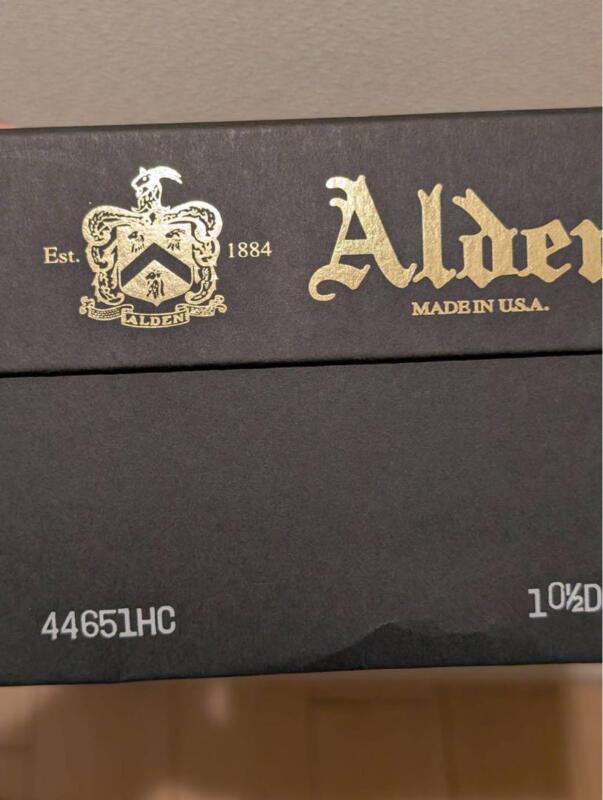 Est. 1884
ALDEN
Alden
MADE IN U.S.A.
44651HC 10½D